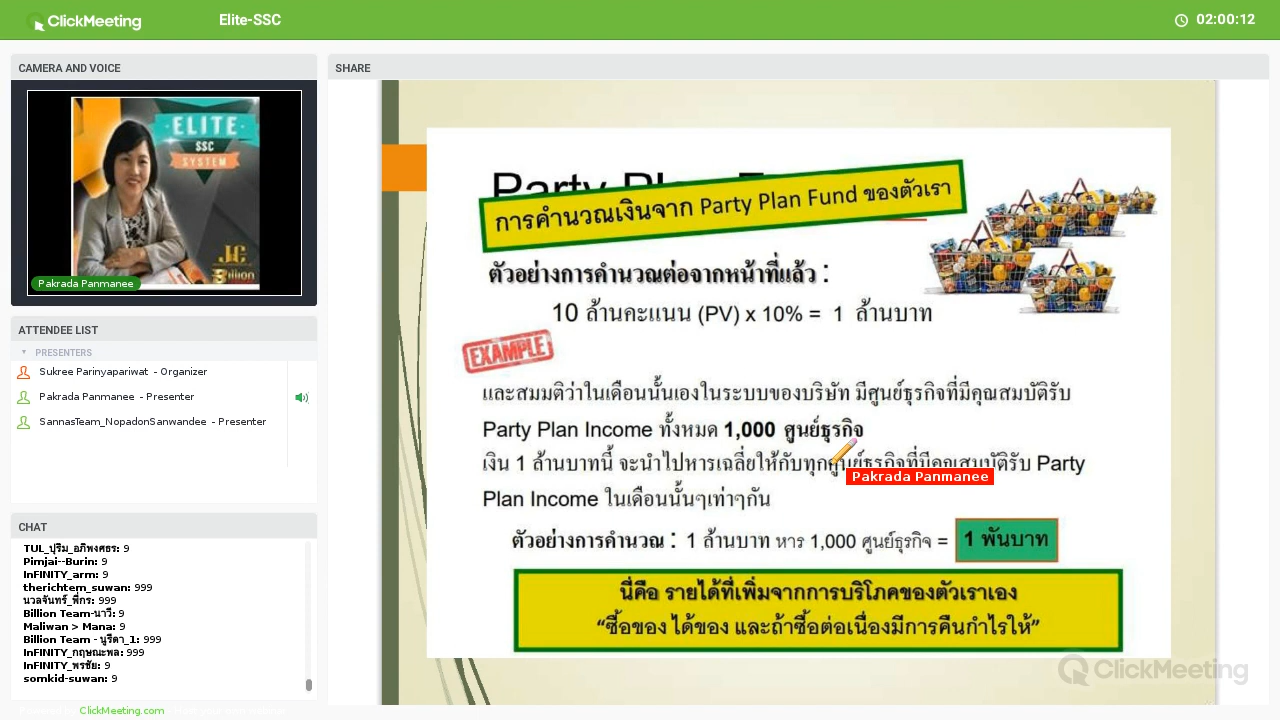 ClickMeeting
Elite-SSC
02:00:12
CAMERA AND VOICE
ELITE
SSC
SYSTEM
Billion
Pakrada Panmanee
ATTENDEE LIST
PRESENTERS
Sukree Parinyapariwat - Organizer
Pakrada Panmanee - Presenter
SannasTeam_NopadonSanwandee - Presenter
CHAT
TUL_ปุริม_อภิพงศธร: 9
Pimjai--Burin: 9
InFINITY_arm: 9
therichtem_suwan: 999
นวลจันทร์_พี่กร: 999
Billion Team-นาวี: 9
Maliwan > Mana: 9
Billion Team - นูรีดา_1: 999
InFINITY_กฤษณะพล: 999
InFINITY_พรชัย: 9
somkid-suwan: 9
ClickMeeting.com
SHARE
Party Plan
การคำนวณเงินจาก Party Plan Fund ของตัวเรา
ตัวอย่างการคำนวณต่อจากหน้าที่แล้ว :
10 ล้านคะแนน (PV) x 10% = 1 ล้านบาท
EXAMPLE
และสมมติว่าในเดือนนั้นเองในระบบของบริษัท มีศูนย์ธุรกิจที่มีคุณสมบัติรับ
Party Plan Income ทั้งหมด 1,000 ศูนย์ธุรกิจ
เงิน 1 ล้านบาทนี้ จะนำไปหารเฉลี่ยให้กับทุกศูนย์ธุรกิจที่มีคุณสมบัติรับ Party
Pakrada Panmanee
Plan Income ในเดือนนั้นๆเท่าๆกัน
ตัวอย่างการคำนวณ : 1 ล้านบาท หาร 1,000 ศูนย์ธุรกิจ = 1 พันบาท
นี่คือ รายได้ที่เพิ่มจากการบริโภคของตัวเราเอง
“ซื้อของ ได้ของ และถ้าซื้อต่อเนื่องมีการคืนกำไรให้”
ClickMeeting